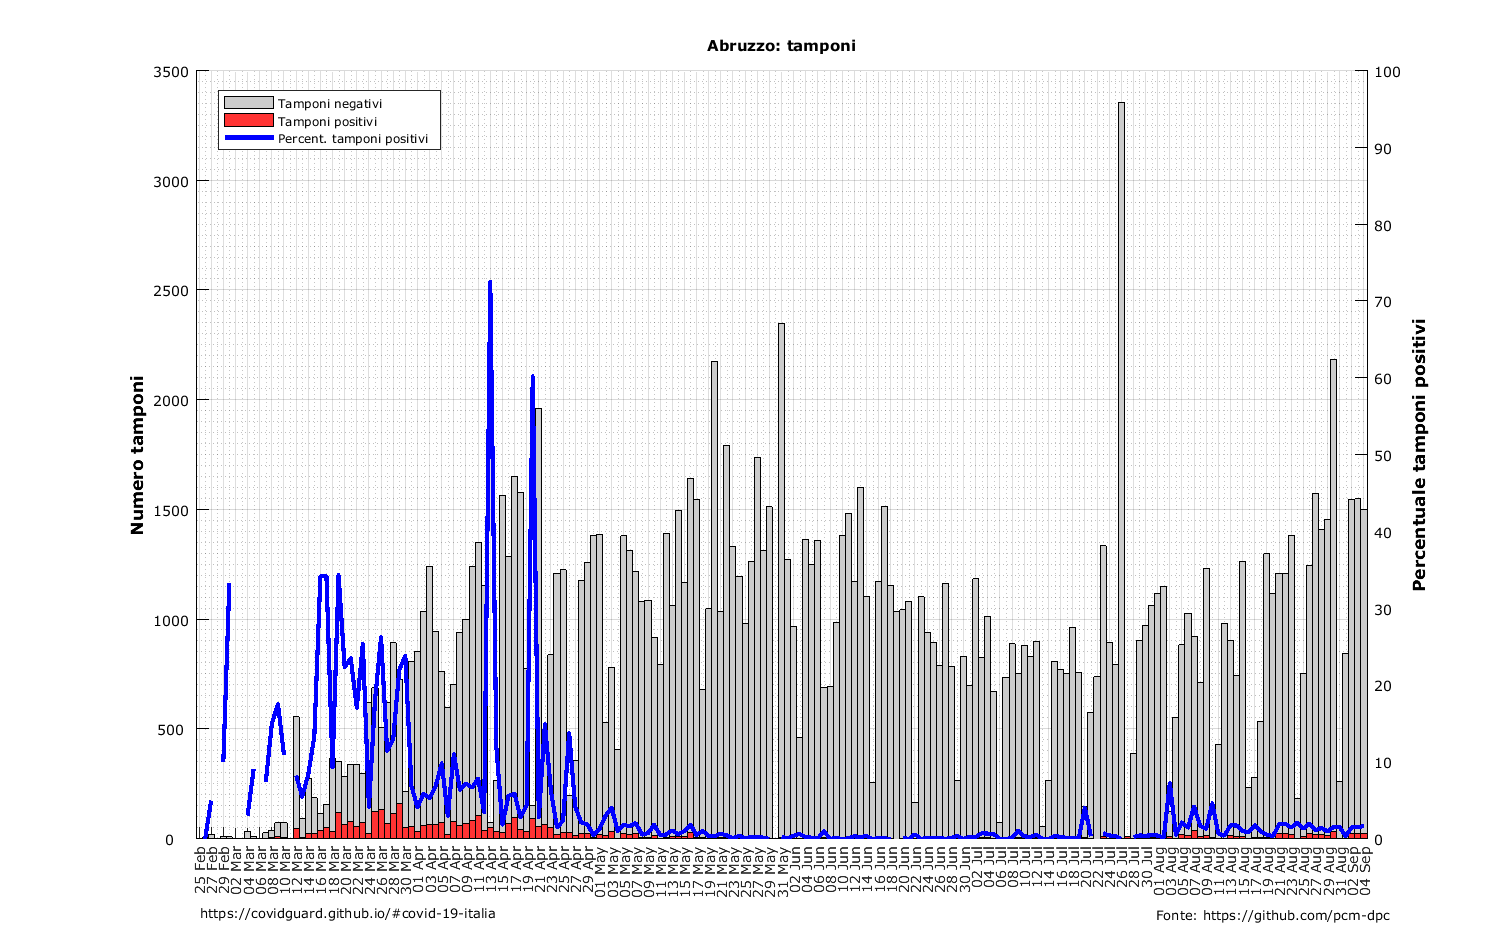 Abruzzo: tamponi
Tamponi negativi
Tamponi positivi
Percent. tamponi positivi
Numero tamponi
3500
3000
2500
2000
1500
1000
500
0
Percentuale tamponi positivi
100
90
80
70
60
50
40
30
20
10
0
25 Feb
27 Feb
29 Feb
02 Mar
04 Mar
06 Mar
08 Mar
10 Mar
12 Mar
14 Mar
16 Mar
18 Mar
20 Mar
22 Mar
24 Mar
26 Mar
28 Mar
30 Mar
01 Apr
03 Apr
05 Apr
07 Apr
09 Apr
11 Apr
13 Apr
15 Apr
17 Apr
19 Apr
21 Apr
23 Apr
25 Apr
27 Apr
29 Apr
01 May
03 May
05 May
07 May
09 May
11 May
13 May
15 May
17 May
19 May
21 May
23 May
25 May
27 May
29 May
31 May
02 Jun
04 Jun
06 Jun
08 Jun
10 Jun
12 Jun
14 Jun
16 Jun
18 Jun
20 Jun
22 Jun
24 Jun
26 Jun
28 Jun
30 Jun
02 Jul
04 Jul
06 Jul
08 Jul
10 Jul
12 Jul
14 Jul
16 Jul
18 Jul
20 Jul
22 Jul
24 Jul
26 Jul
28 Jul
30 Jul
01 Aug
03 Aug
05 Aug
07 Aug
09 Aug
11 Aug
13 Aug
15 Aug
17 Aug
19 Aug
21 Aug
23 Aug
25 Aug
27 Aug
29 Aug
31 Aug
02 Sep
04 Sep
https://covidguard.github.io/#covid-19-italia
Fonte: https://github.com/pcm-dpc